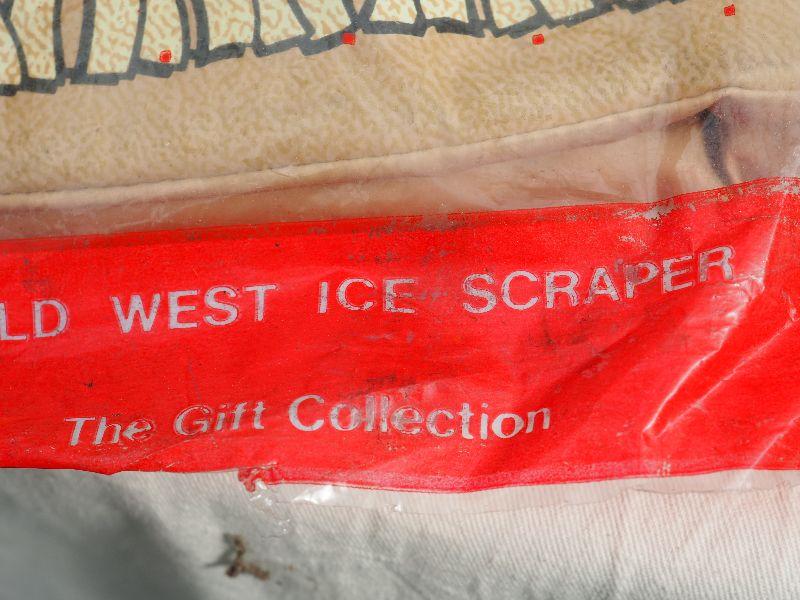 LD WEST ICE SCRAPER
The Gift Collection